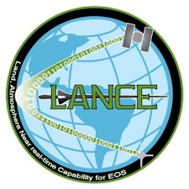 LANCE
Land, Atmosphere Near real-time Capability for EOS